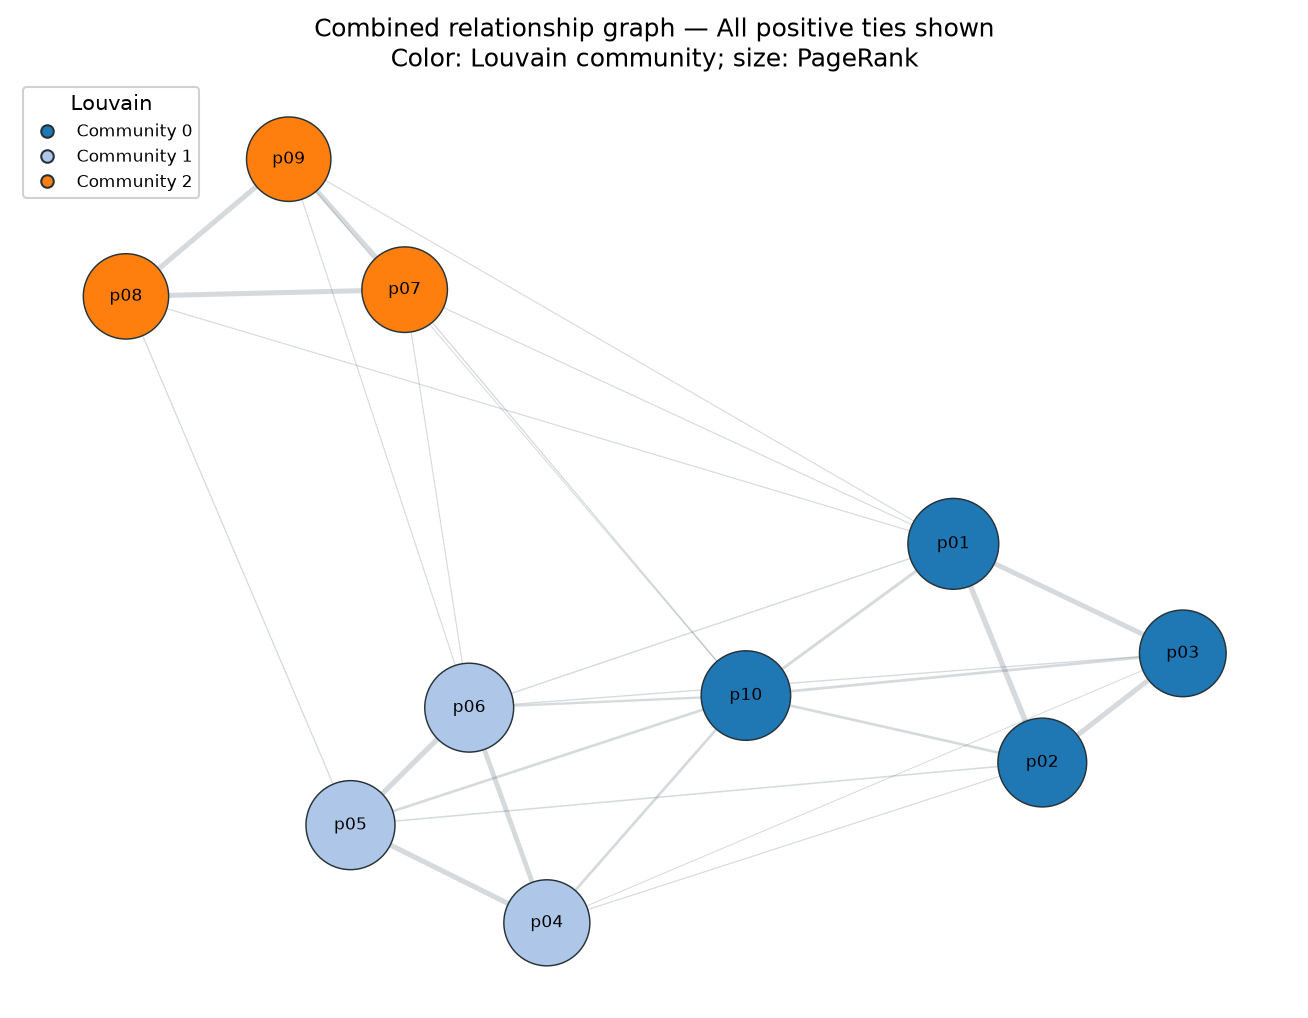 Combined relationship graph — All positive ties shown
Color: Louvain community; size: PageRank
Louvain
Community 0
Community 1
Community 2
p09
p08
p07
p01
p03
p10
p06
p02
p05
p04